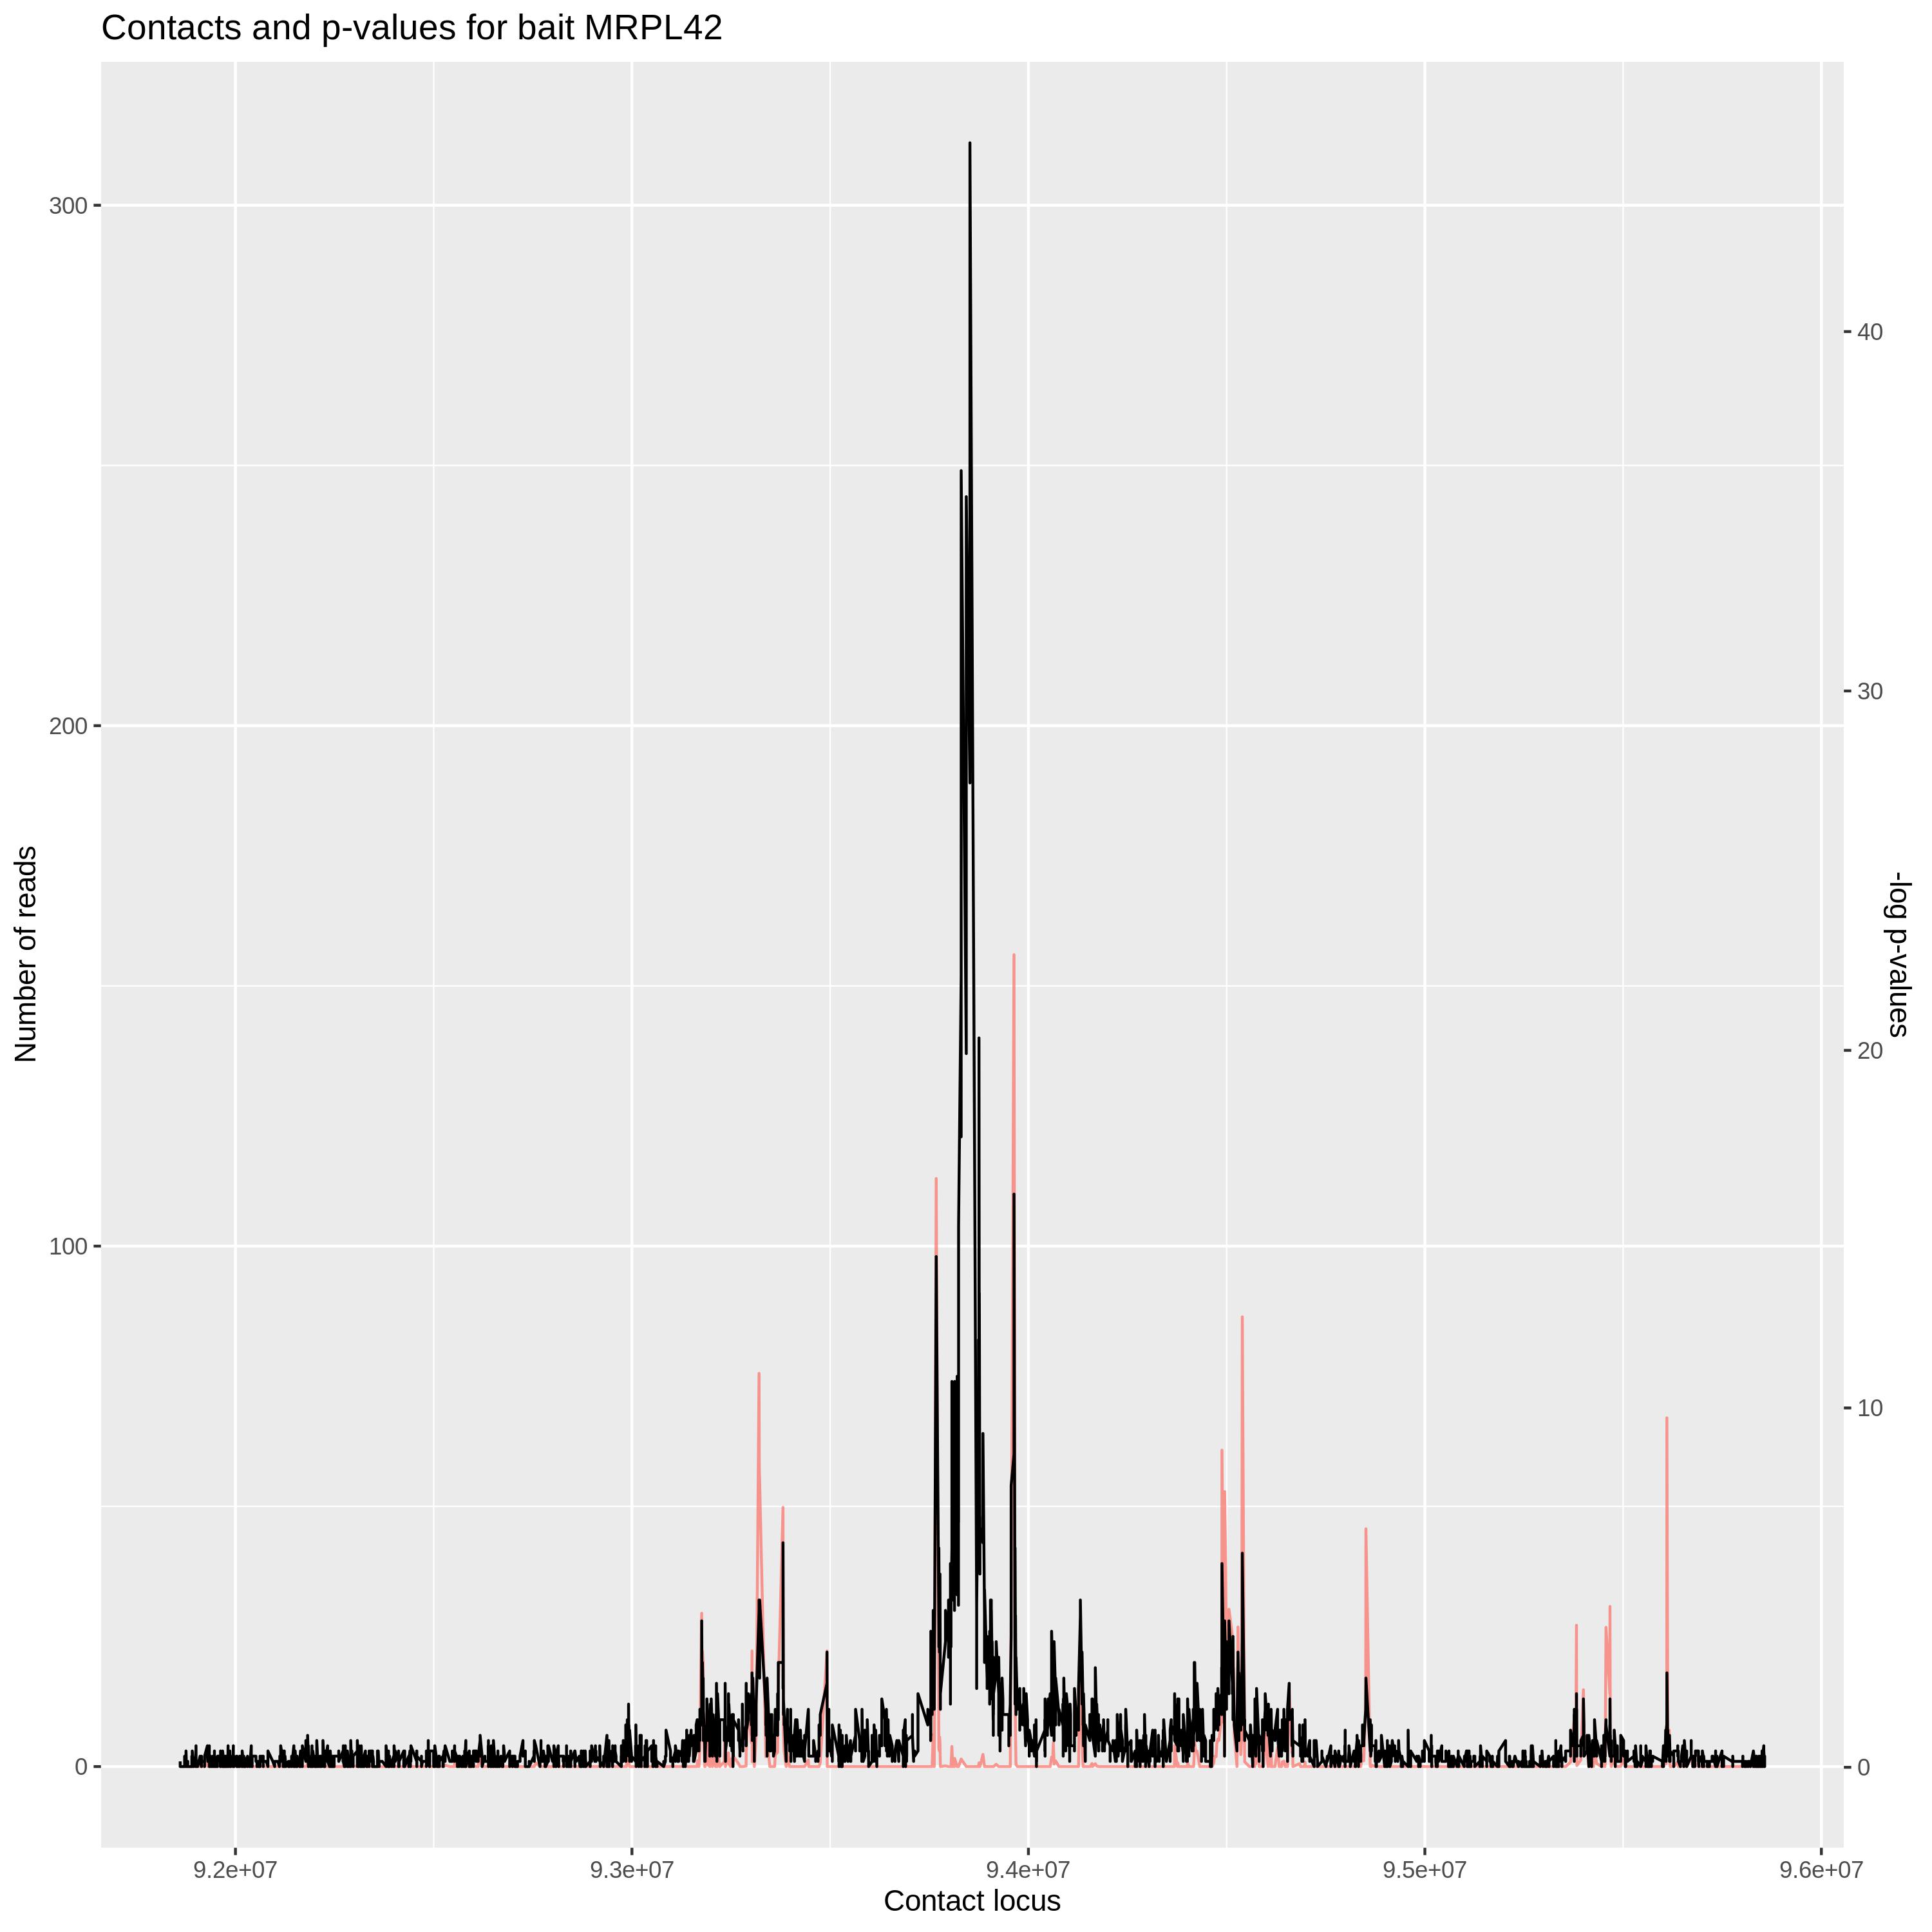 Contacts and p-values for bait MRPL42
300
200
100
0
Number of reads
40
30
20
10
0
-log p-values
9.2e+07 9.3e+07 9.4e+07 9.5e+07 9.6e+07
Contact locus